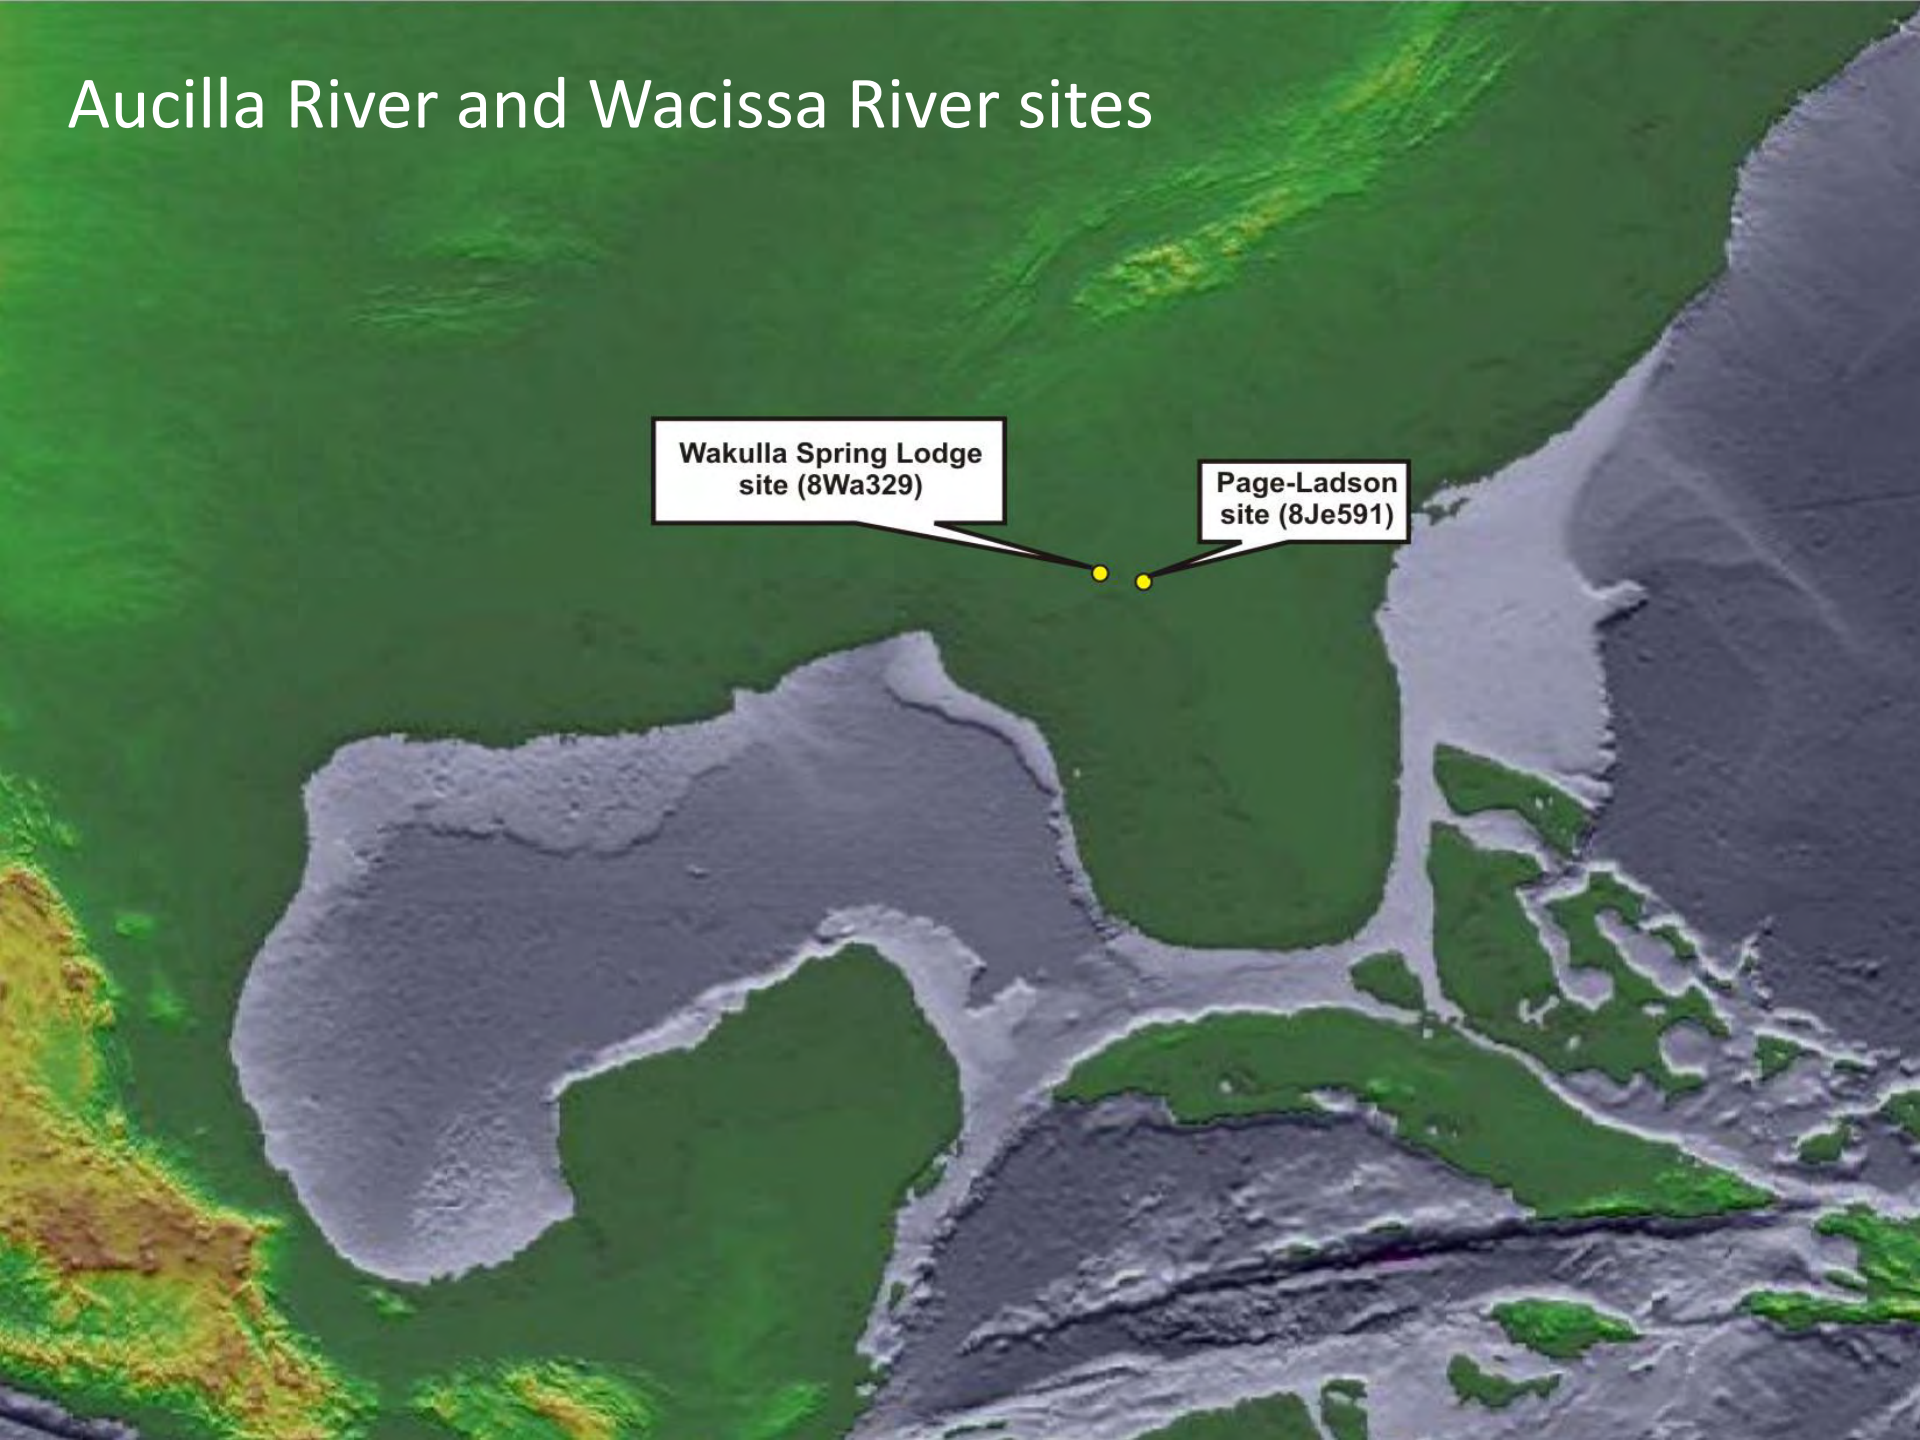 Aucilla River and Wacissa River sites
Wakulla Spring Lodge
site (8Wa329)
Page-Ladson
site (8Je591)